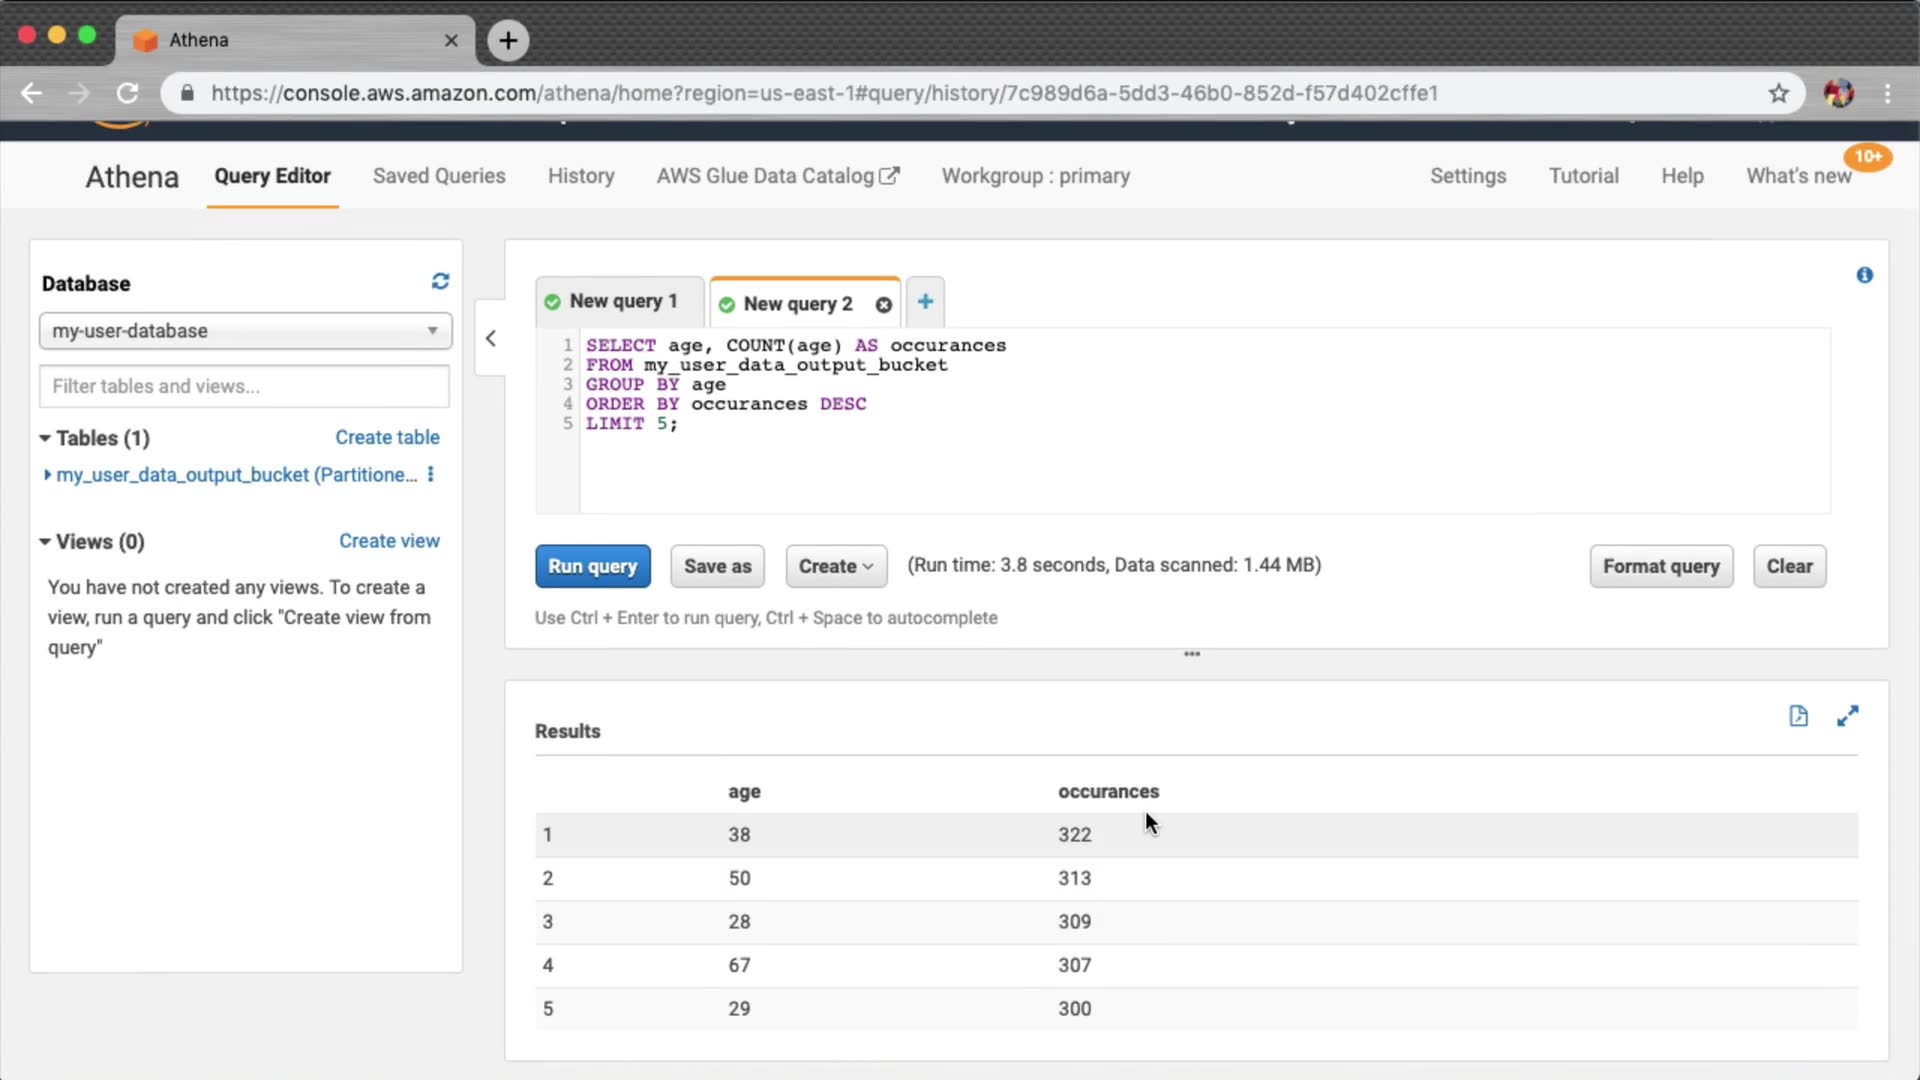 Athena
https://console.aws.amazon.com/athena/home?region=us-east-1#query/history/7c989d6a-5dd3-46b0-852d-f57d402cffe1
Athena Query Editor Saved Queries History AWS Glue Data Catalog Workgroup : primary Settings Tutorial Help What's new 10+
Database
my-user-database
Filter tables and views...
Tables (1) Create table
my_user_data_output_bucket (Partitione...
Views (0) Create view
You have not created any views. To create a
view, run a query and click "Create view from
query"
New query 1 New query 2
1 SELECT age, COUNT(age) AS occurances
2 FROM my_user_data_output_bucket
3 GROUP BY age
4 ORDER BY occurances DESC
5 LIMIT 5;
Run query Save as Create (Run time: 3.8 seconds, Data scanned: 1.44 MB) Format query Clear
Use Ctrl + Enter to run query, Ctrl + Space to autocomplete
Results
age occurances
1 38 322
2 50 313
3 28 309
4 67 307
5 29 300